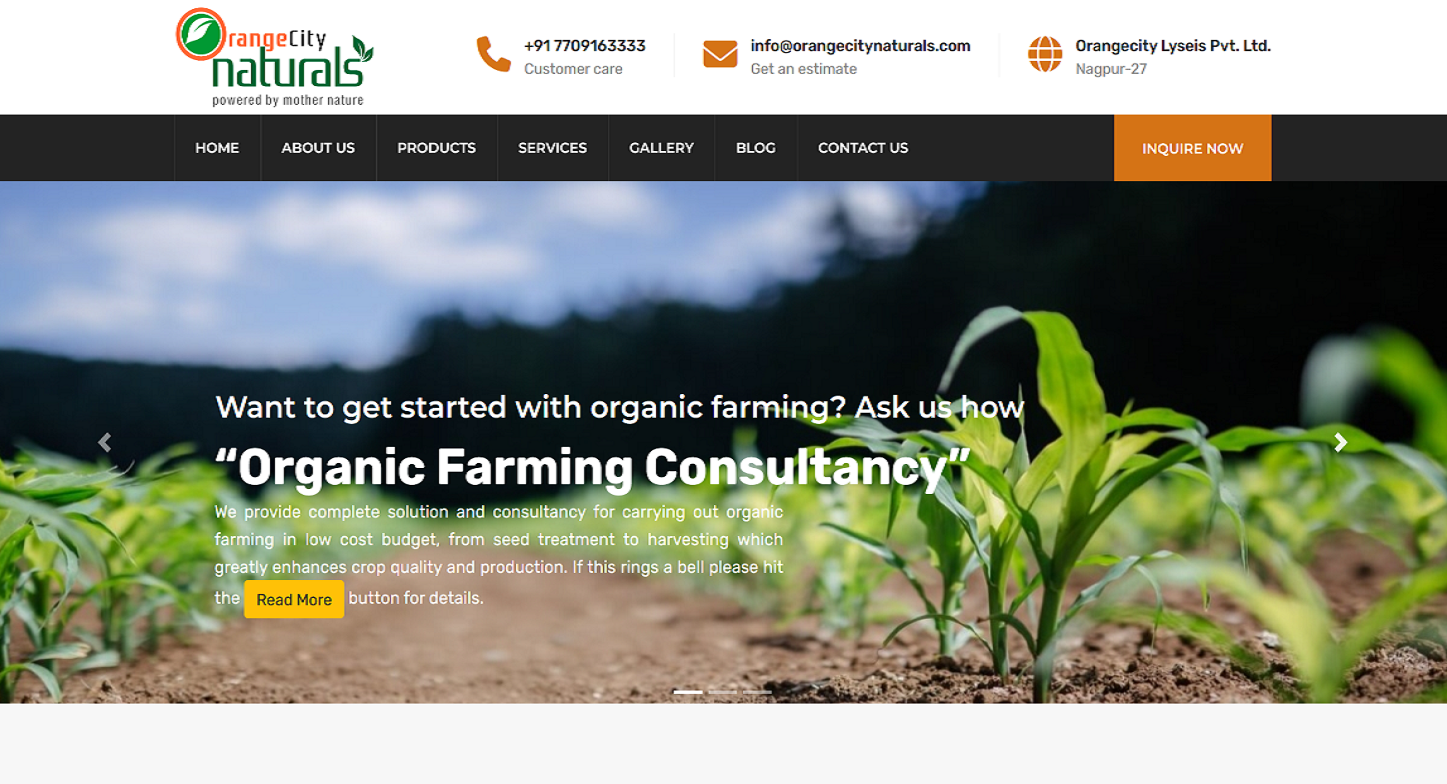 OrangeCity
naturals
powered by mother nature
+91 7709163333
Customer care
info@orangecitynaturals.com
Get an estimate
Orangecity Lyseis Pvt. Ltd.
Nagpur-27
HOME ABOUT US PRODUCTS SERVICES GALLERY BLOG CONTACT US INQUIRE NOW
Want to get started with organic farming? Ask us how
“Organic Farming Consultancy”
We provide complete solution and consultancy for carrying out organic
farming in low cost budget, from seed treatment to harvesting which
greatly enhances crop quality and production. If this rings a bell please hit
the Read More button for details.